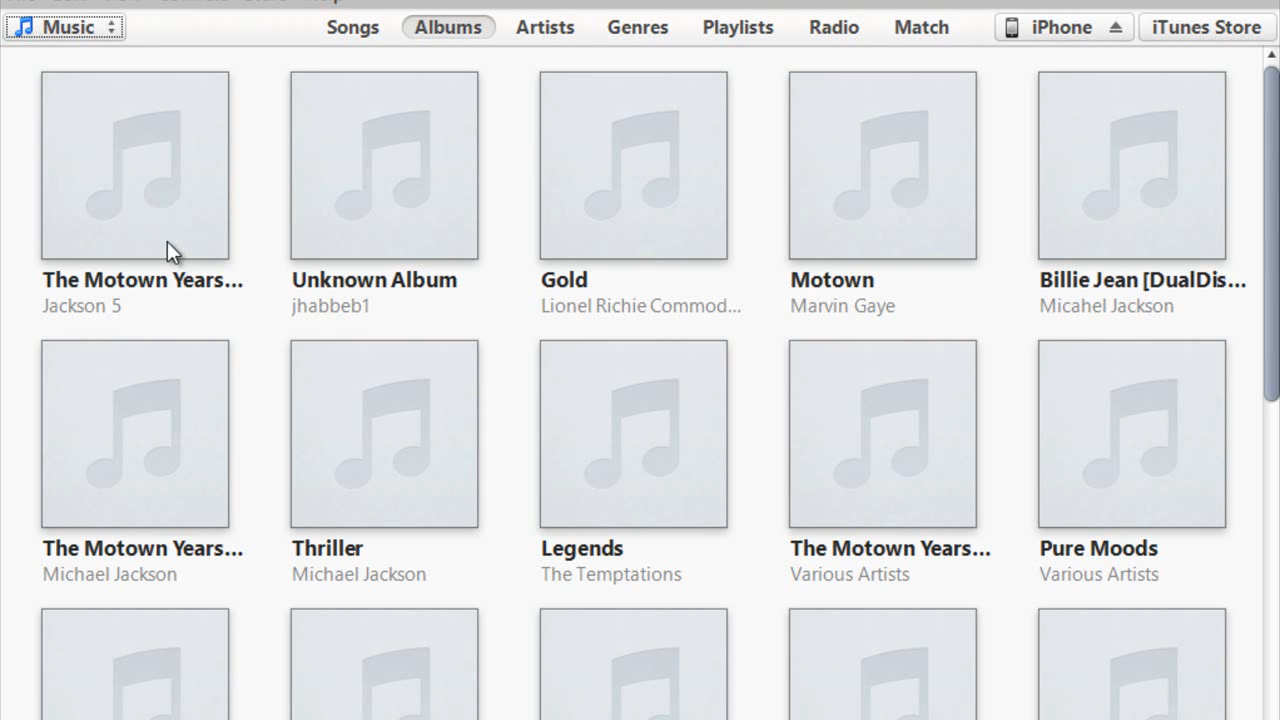 Music
Songs Albums Artists Genres Playlists Radio Match
iPhone
iTunes Store
The Motown Years... Unknown Album Gold Motown Billie Jean [DualDis...
Jackson 5 jhabbeb1 Lionel Richie Commod... Marvin Gaye Micahel Jackson
The Motown Years... Thriller Legends The Motown Years... Pure Moods
Michael Jackson Michael Jackson The Temptations Various Artists Various Artists